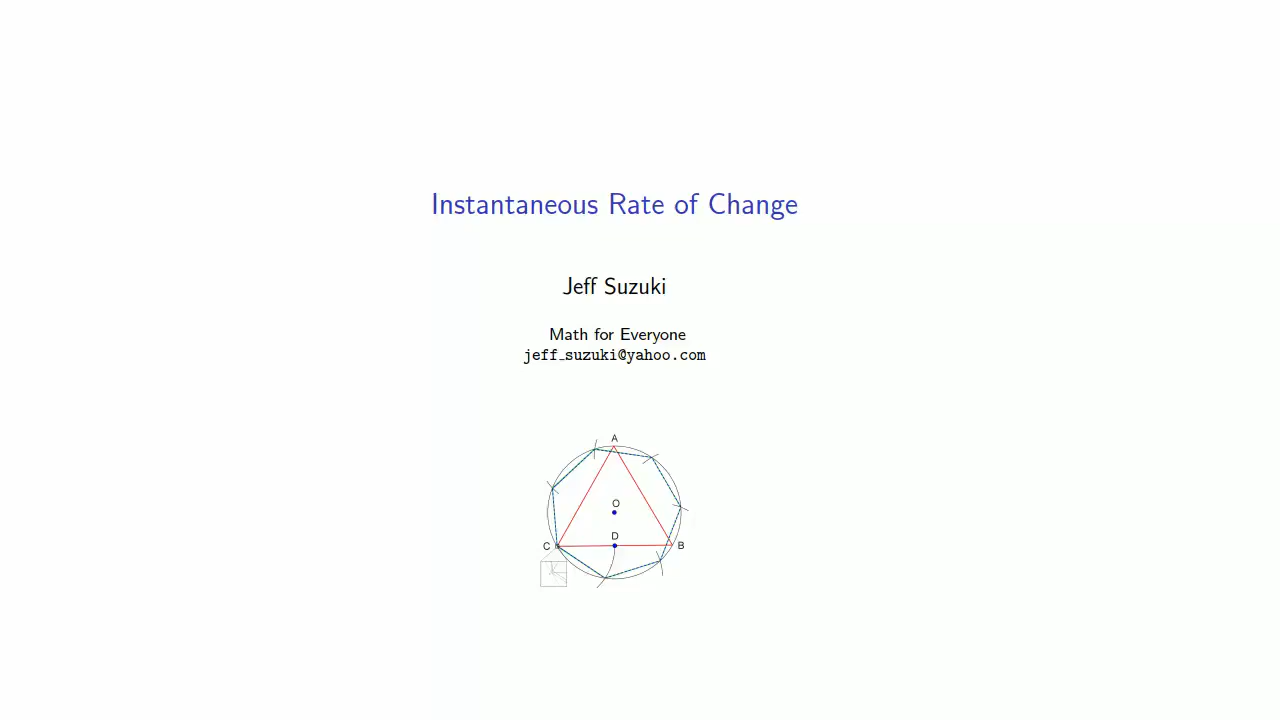 Instantaneous Rate of Change
Jeff Suzuki
Math for Everyone
jeff_suzuki@yahoo.com
A
O
D
C
B